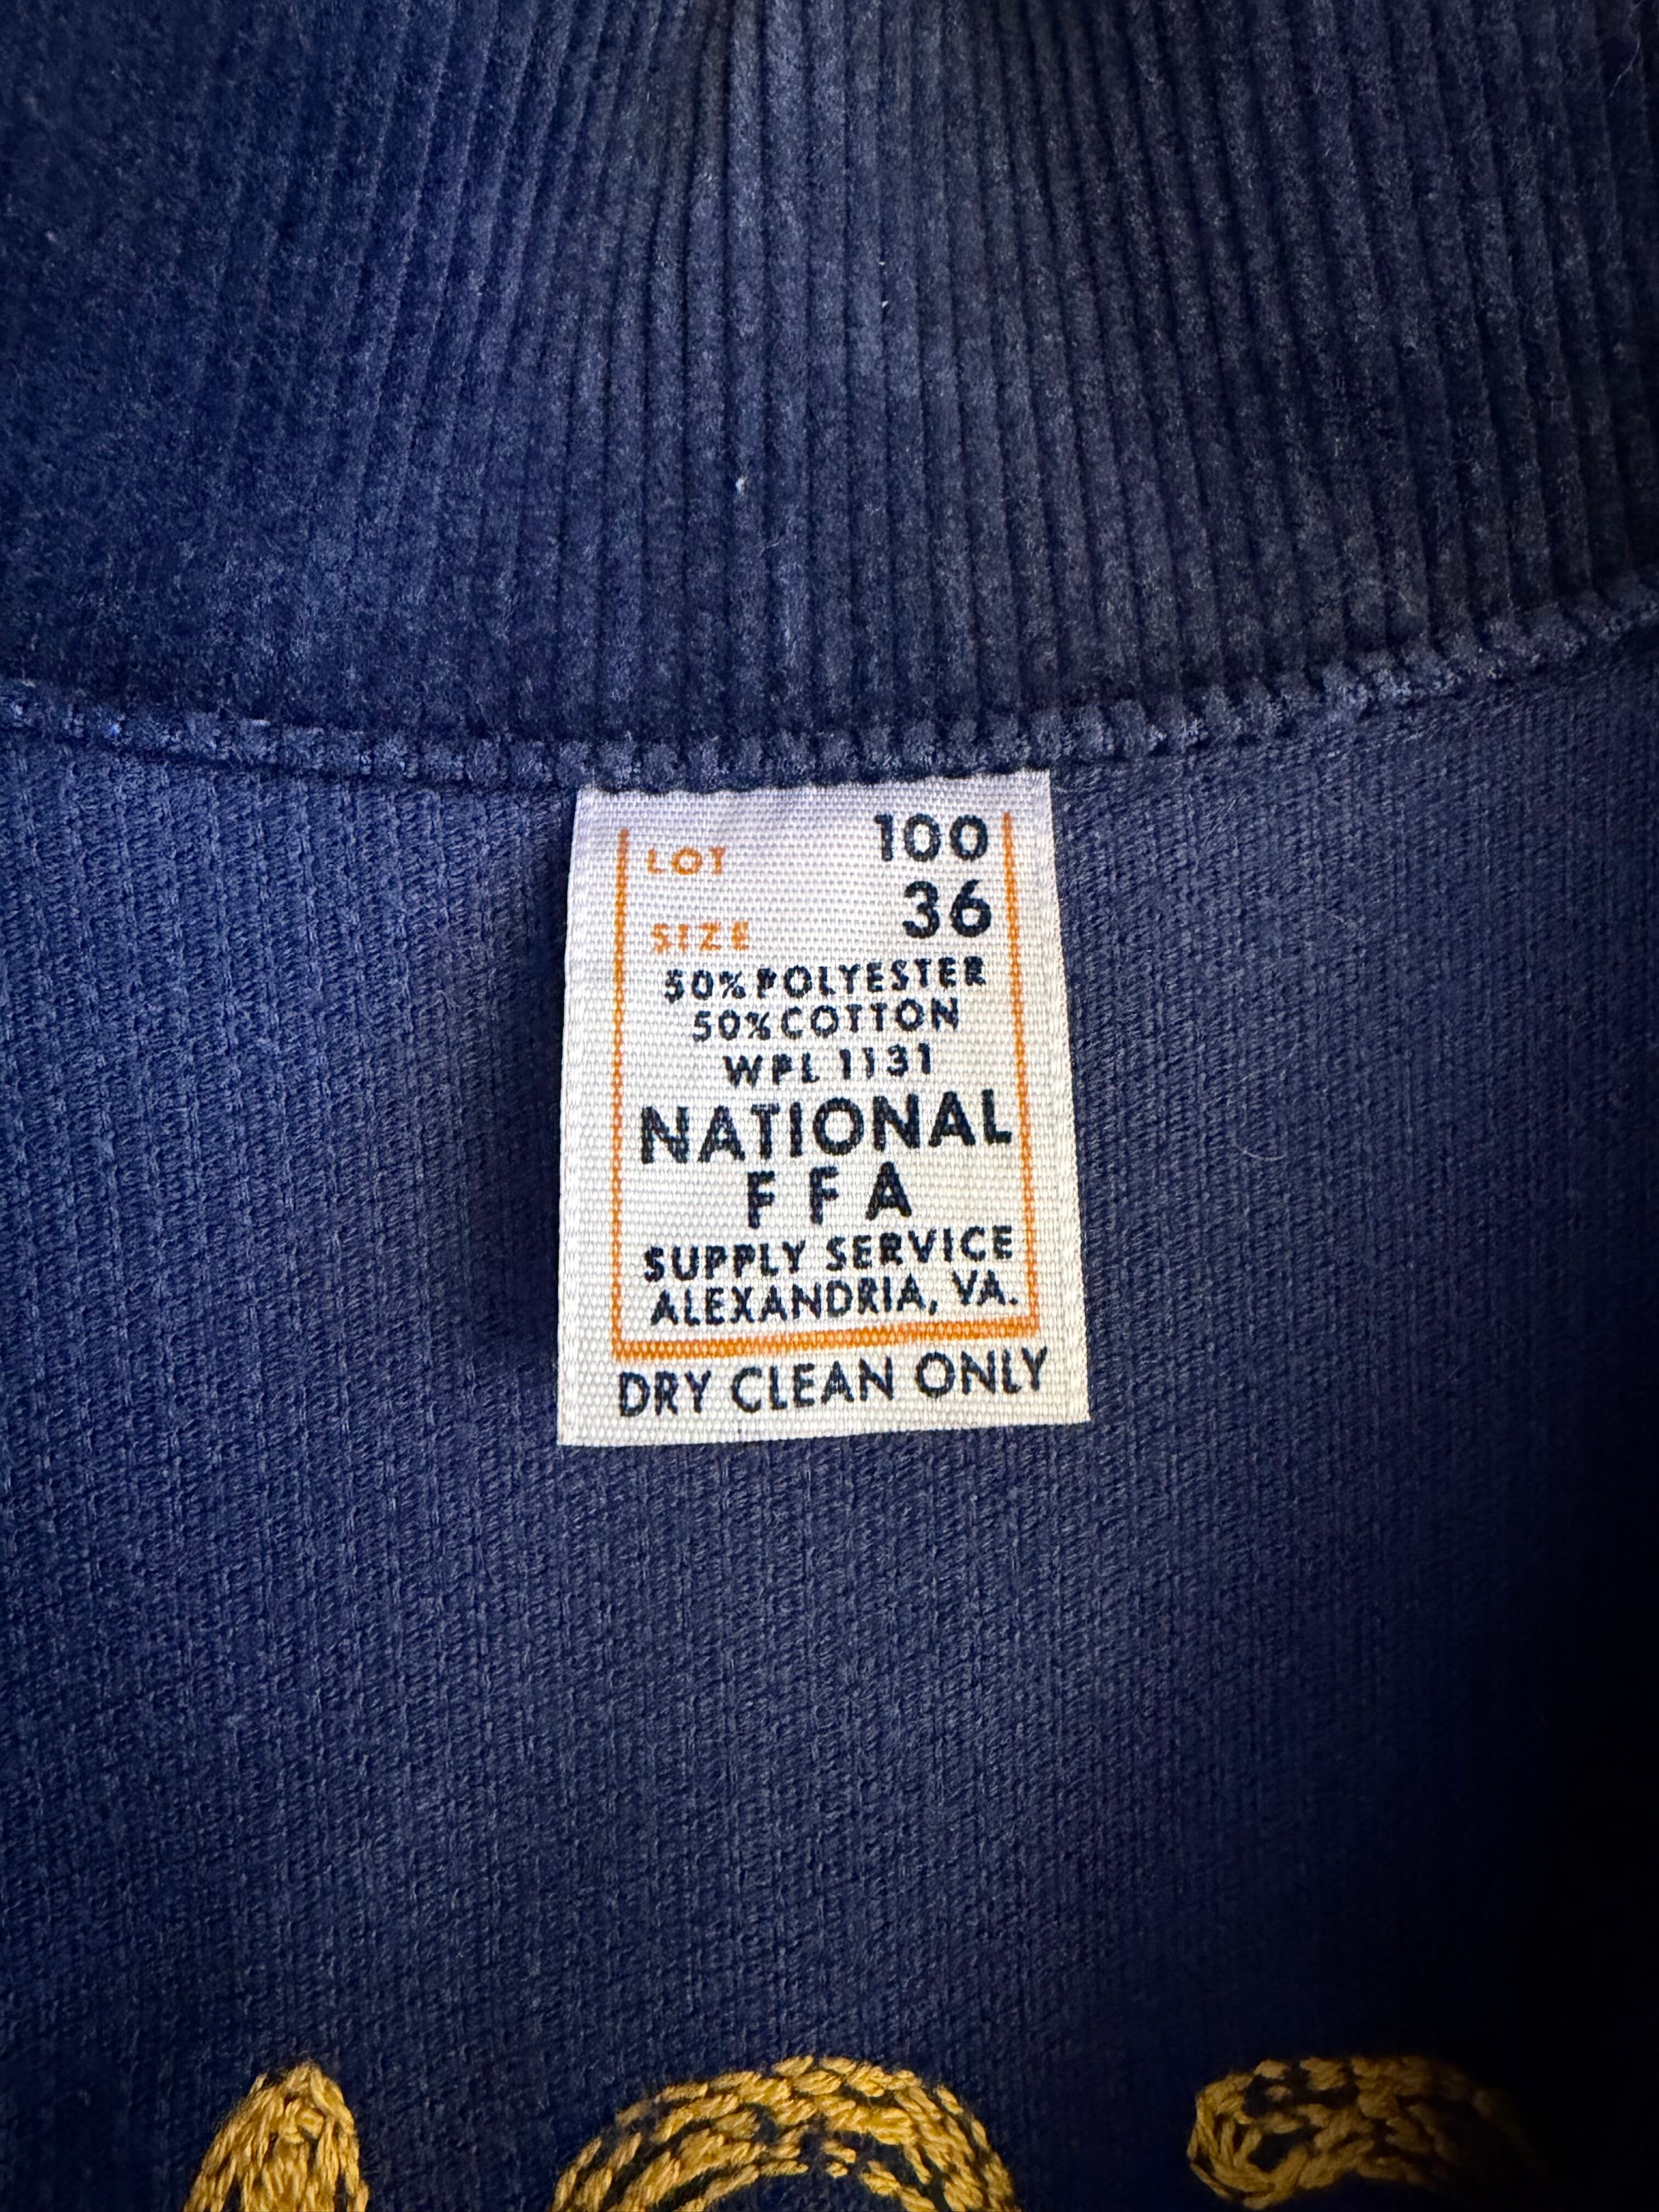 LOT 100
SIZE 36
50% POLYESTER
50% COTTON
WPL 1131
NATIONAL
FFA
SUPPLY SERVICE
ALEXANDRIA, VA.
DRY CLEAN ONLY